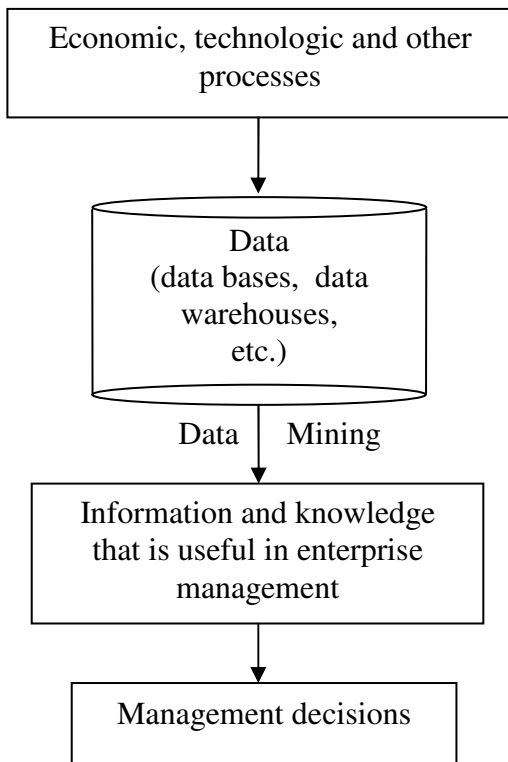 Economic, technologic and other
processes
Data
(data bases, data
warehouses,
etc.)
Data Mining
Information and knowledge
that is useful in enterprise
management
Management decisions